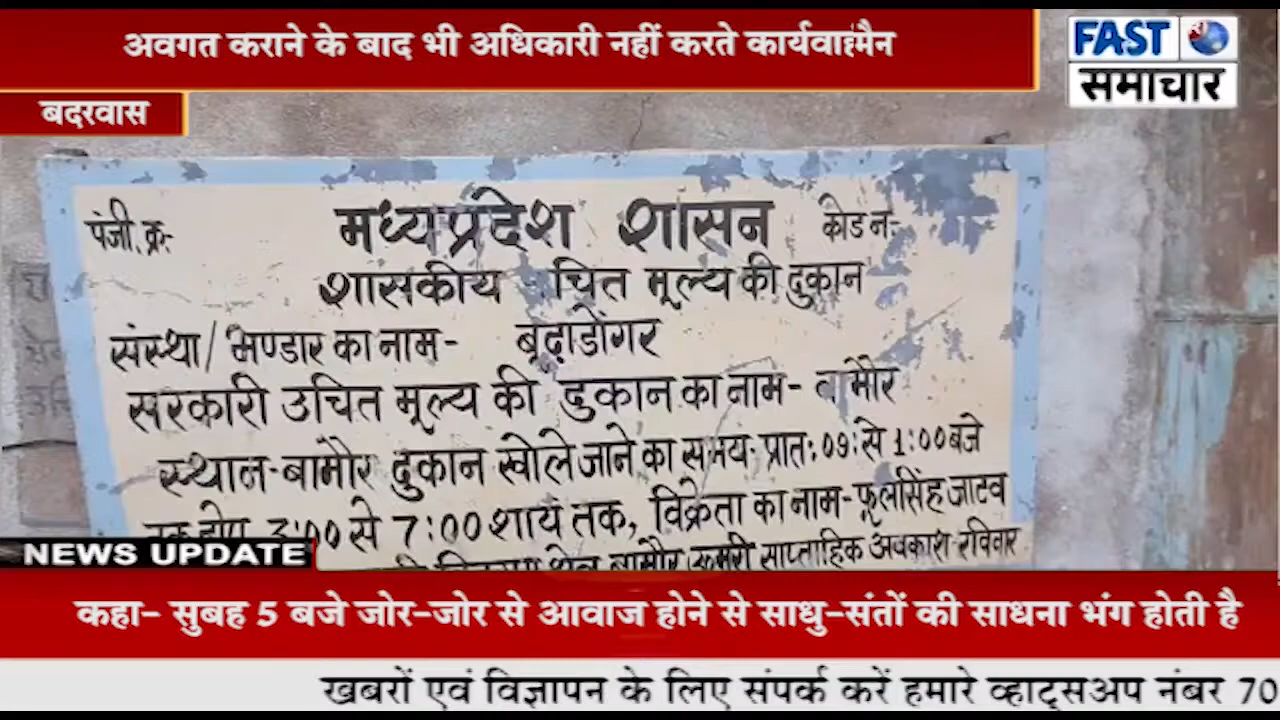 अवगत कराने के बाद भी अधिकारी नहीं करते कार्यवाहमैन
FAST
समाचार
बदरवास
पंजी. क्र:-
मध्यप्रदेश शासन
कोड न:-
शासकीय चित मूल्य की दुकान
संस्था/भण्डार का नाम- बूढ़ाडोंगर
सरकारी उचित मूल्य की दुकान का नाम- बामौर
स्थान-बामौर दुकान खोले जाने का समय- प्रात: 09: से 1:00 बजे
तक 3:00 से 7:00 शाय तक, विक्रेता का नाम-फूलसिंह जाटव
बामौर साप्ताहिक अवकाश-रविवार
NEWS UPDATE
कहा- सुबह 5 बजे जोर-जोर से आवाज होने से साधु-संतों की साधना भंग होती है
खबरों एवं विज्ञापन के लिए संपर्क करें हमारे व्हाट्सअप नंबर 70